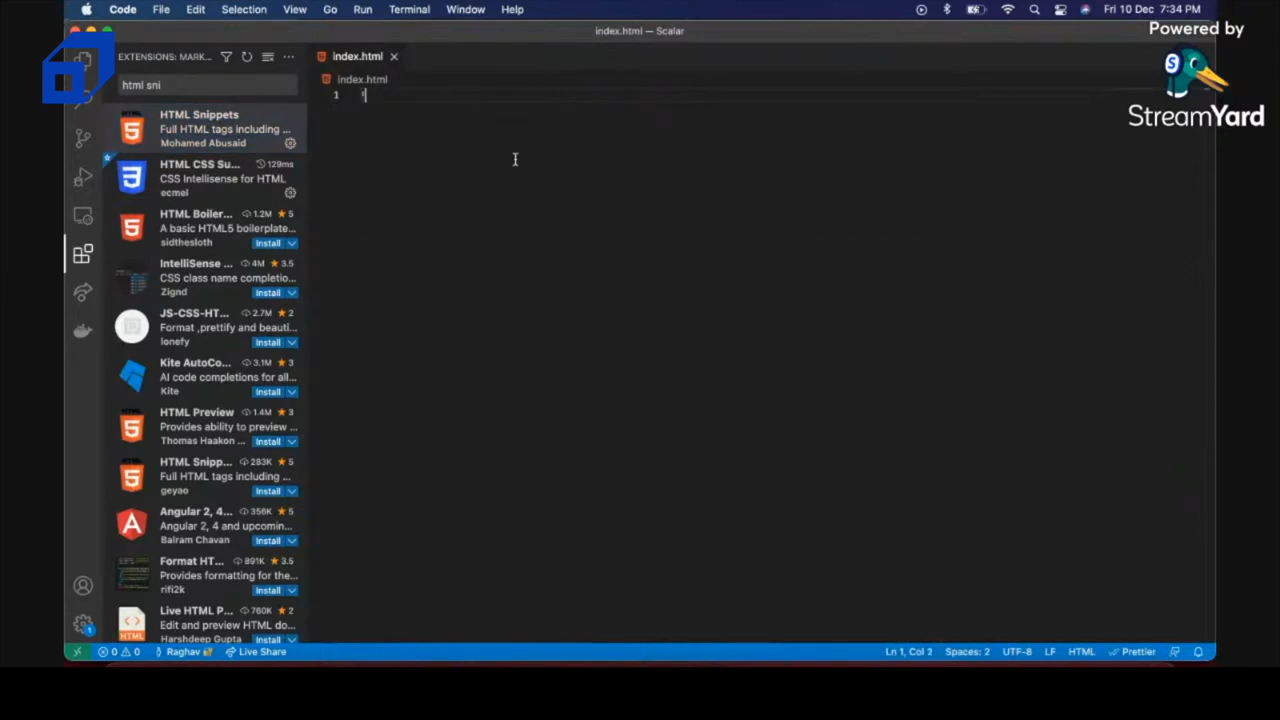 Code File Edit Selection View Go Run Terminal Window Help Fri 10 Dec 7:34 PM
index.html — Scalar
Powered by
StreamYard
EXTENSIONS: MARK...
index.html
html sni
index.html
1
HTML Snippets
Full HTML tags including ...
Mohamed Abusaid
HTML CSS Su... 129ms
CSS Intellisense for HTML
ecmel
HTML Boiler... 1.2M 5
A basic HTML5 boilerplate...
sidthesloth Install
IntelliSense ... 4M 3.5
CSS class name completio...
Zignd Install
JS-CSS-HT... 2.7M 2
Format ,prettify and beauti...
lonefy Install
Kite AutoCo... 3.1M 3
AI code completions for all...
Kite Install
HTML Preview 1.4M 3
Provides ability to preview ...
Thomas Haakon ... Install
HTML Snipp... 283K 5
Full HTML tags including ...
geyao Install
Angular 2, 4... 356K 5
Angular 2, 4 and upcomin...
Balram Chavan Install
Format HT... 891K 3.5
Provides formatting for the...
rifi2k Install
Live HTML P... 760K 2
Edit and preview HTML do...
Harshdeep Gupta Install
0 0 Raghav Live Share Ln 1, Col 2 Spaces: 2 UTF-8 LF HTML Prettier